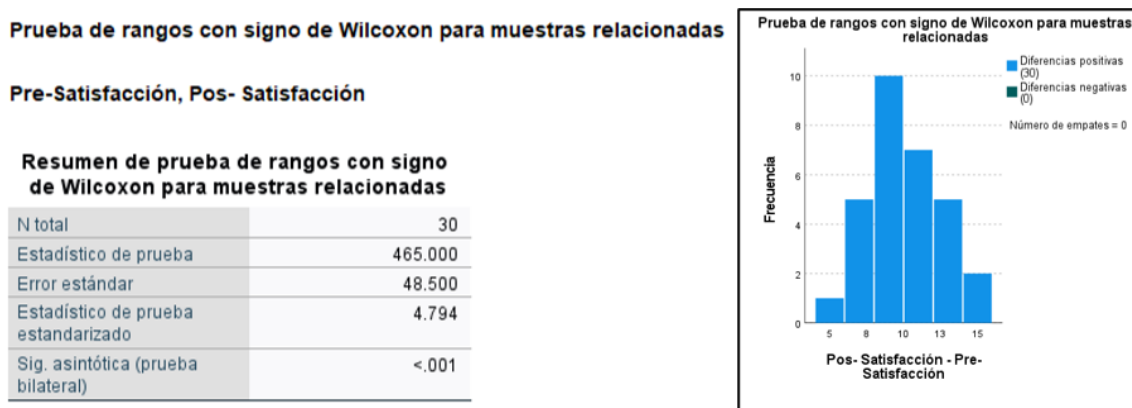 Prueba de rangos con signo de Wilcoxon para muestras relacionadas
Pre-Satisfacción, Pos- Satisfacción
Resumen de prueba de rangos con signo
de Wilcoxon para muestras relacionadas
N total 30
Estadístico de prueba 465.000
Error estándar 48.500
Estadístico de prueba
estandarizado 4.794
Sig. asintótica (prueba
bilateral) <.001
Prueba de rangos con signo de Wilcoxon para muestras
relacionadas
Diferencias positivas
(30)
Diferencias negativas
(0)
Número de empates = 0
Frecuencia
10
8
6
4
2
0
5 8 10 13 15
Pos- Satisfacción - Pre-
Satisfacción